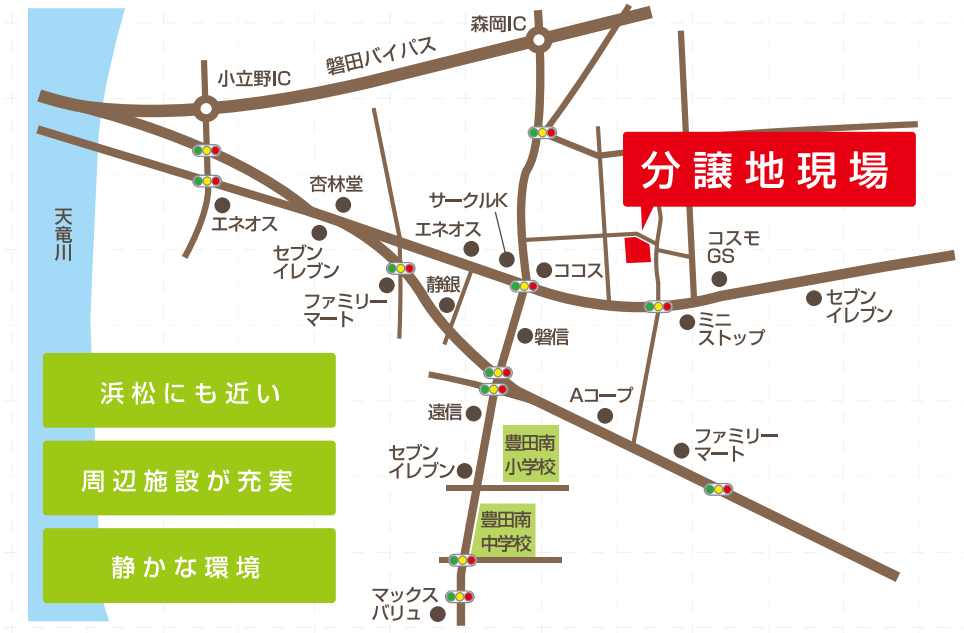 森岡IC
磐田バイパス
小立野IC
分譲地現場
杏林堂
サークルK
エネオス
エネオス
天竜川
セブン
イレブン
コスモ
GS
ココス
ファミリー
マート
静銀
セブン
イレブン
ミニ
ストップ
磐信
浜松にも近い
Aコープ
遠信
ファミリー
マート
豊田南
小学校
セブン
イレブン
周辺施設が充実
豊田南
中学校
静かな環境
マックス
バリュ